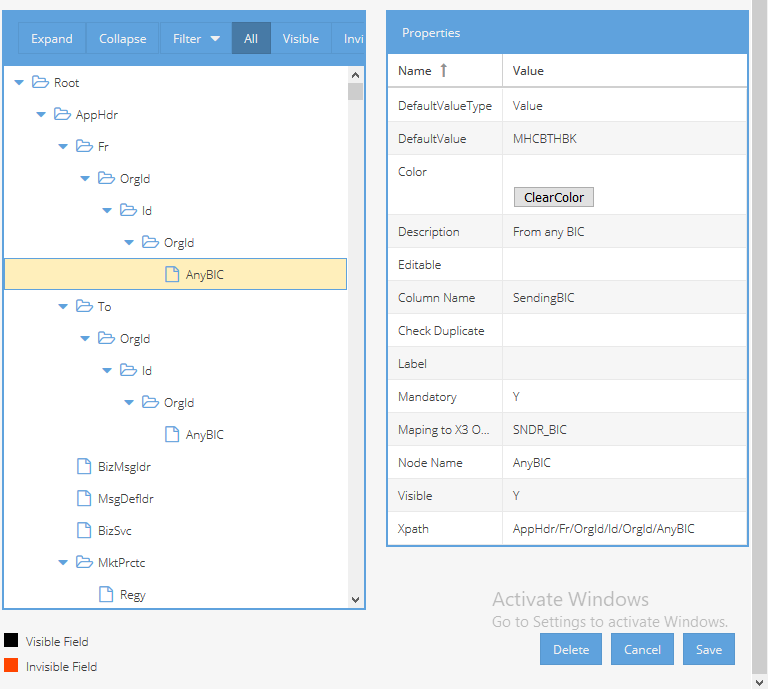 Expand Collapse Filter All Visible Invi
Root
AppHdr
Fr
OrgId
Id
OrgId
AnyBIC
To
OrgId
Id
OrgId
AnyBIC
BizMsgIdr
MsgDefIdr
BizSvc
MktPrctc
Regy
Visible Field
Invisible Field
Properties
Name Value
DefaultValueType Value
DefaultValue MHCBTHBK
Color
ClearColor
Description From any BIC
Editable
Column Name SendingBIC
Check Duplicate
Label
Mandatory Y
Maping to X3 O... SNDR_BIC
Node Name AnyBIC
Visible Y
Xpath AppHdr/Fr/OrgId/Id/OrgId/AnyBIC
Activate Windows
Go to Settings to activate Windows.
Delete Cancel Save